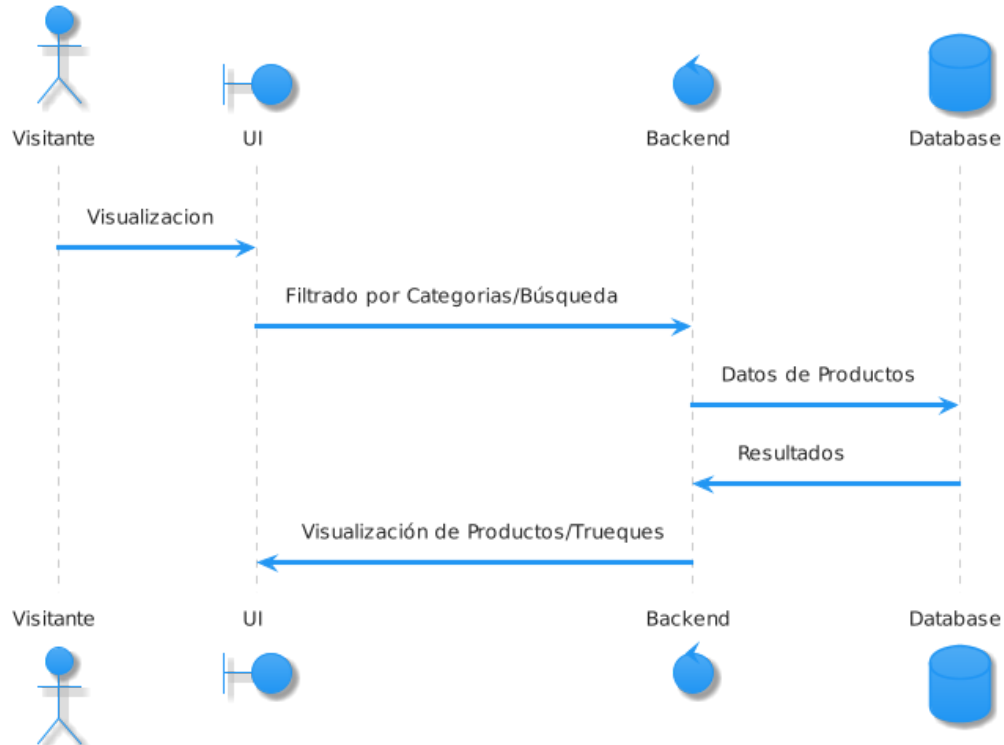 Visitante UI Backend Database
Visualizacion
Filtrado por Categorias/Búsqueda
Datos de Productos
Resultados
Visualización de Productos/Trueques
Visitante UI Backend Database